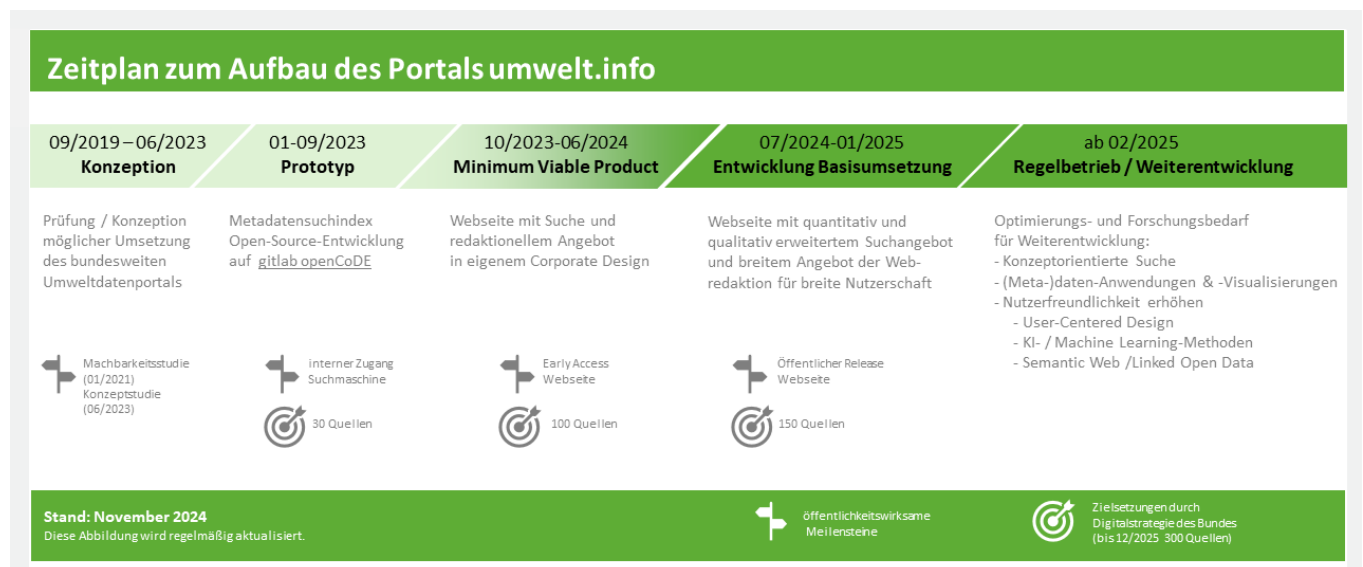 Zeitplan zum Aufbau des Portals umwelt.info
09/2019 – 06/2023
Konzeption
01-09/2023
Prototyp
10/2023-06/2024
Minimum Viable Product
07/2024-01/2025
Entwicklung Basisumsetzung
ab 02/2025
Regelbetrieb / Weiterentwicklung
Prüfung / Konzeption
möglicher Umsetzung
des bundesweiten
Umweltdatenportals
Metadatensuchindex
Open-Source-Entwicklung
auf gitlab openCoDE
Webseite mit Suche und
redaktionellem Angebot
in eigenem Corporate Design
Webseite mit quantitativ und
qualitativ erweitertem Suchangebot
und breitem Angebot der Web-
redaktion für breite Nutzerschaft
Optimierungs- und Forschungsbedarf
für Weiterentwicklung:
- Konzeptorientierte Suche
- (Meta-)daten-Anwendungen & -Visualisierungen
- Nutzerfreundlichkeit erhöhen
- User-Centered Design
- KI- / Machine Learning-Methoden
- Semantic Web /Linked Open Data
Machbarkeitsstudie
(01/2021)
Konzeptstudie
(06/2023)
interner Zugang
Suchmaschine
30 Quellen
Early Access
Webseite
100 Quellen
Öffentlicher Release
Webseite
150 Quellen
Stand: November 2024
Diese Abbildung wird regelmäßig aktualisiert.
öffentlichkeitswirksame
Meilensteine
Zielsetzungen durch
Digitalstrategie des Bundes
(bis 12/2025 300 Quellen)